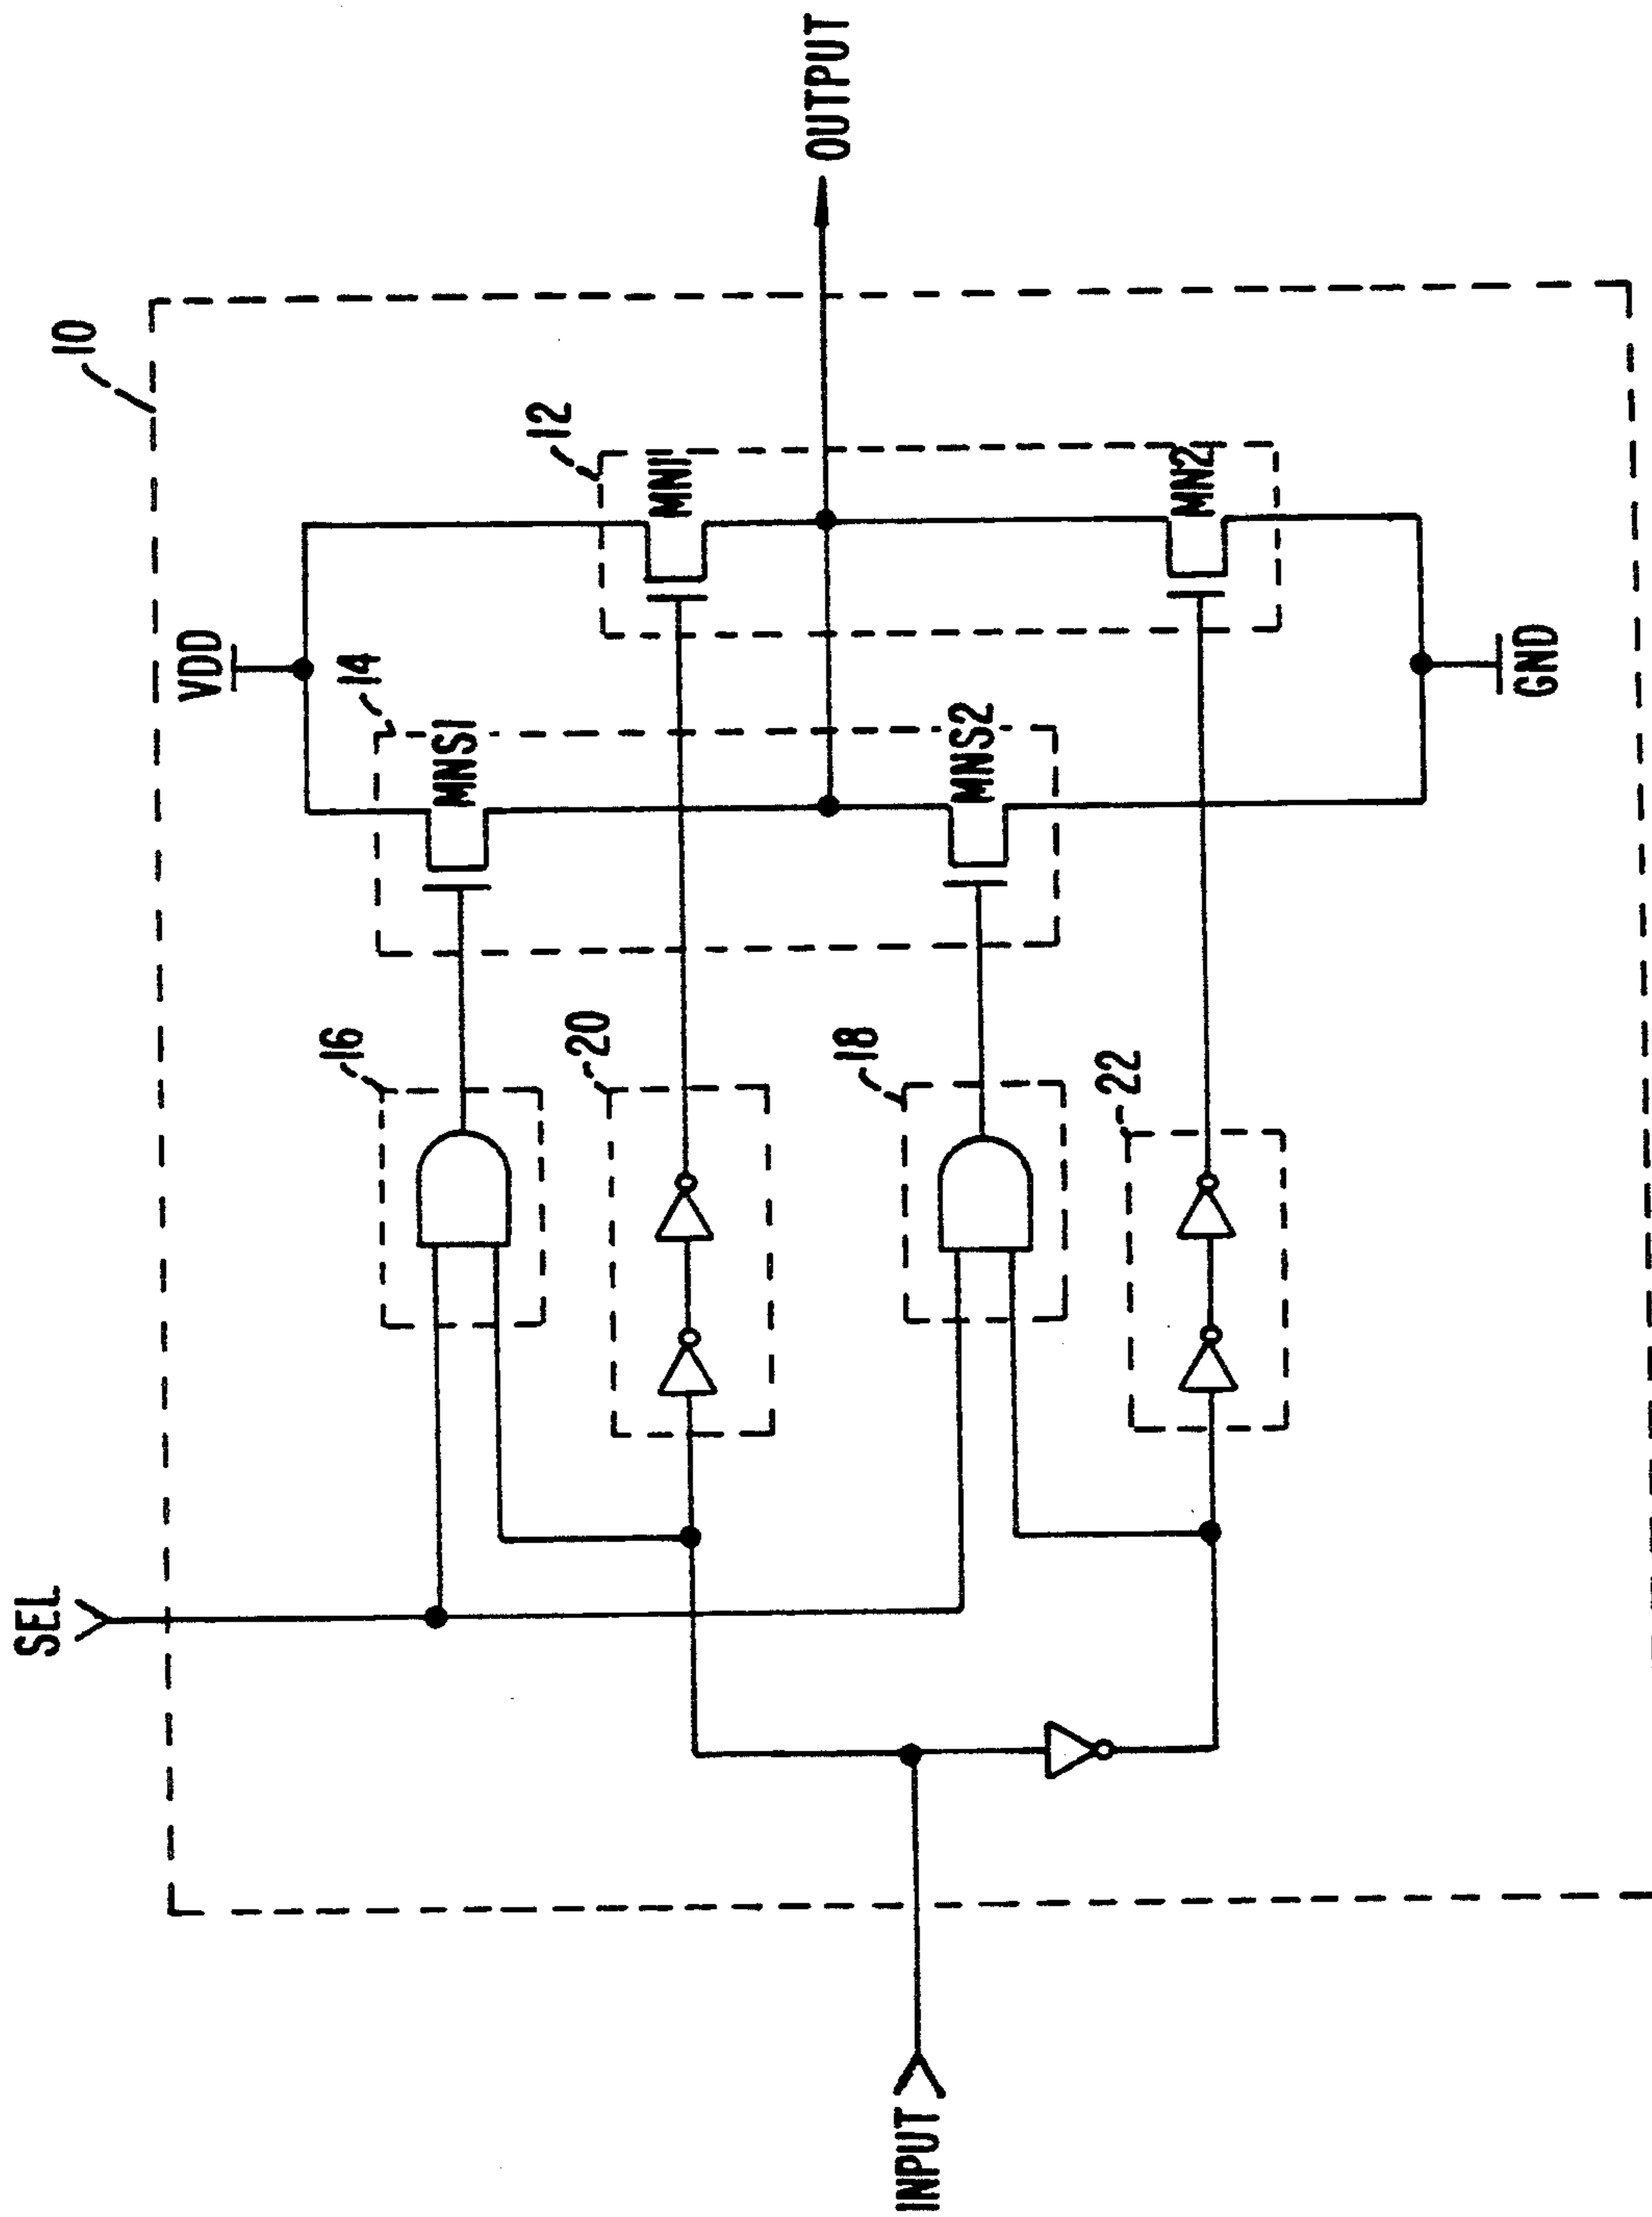 SEL
10
VDD
14
12
16
MNS1
20
MN1
OUTPUT
INPUT
18
MNS2
22
MN2
GND